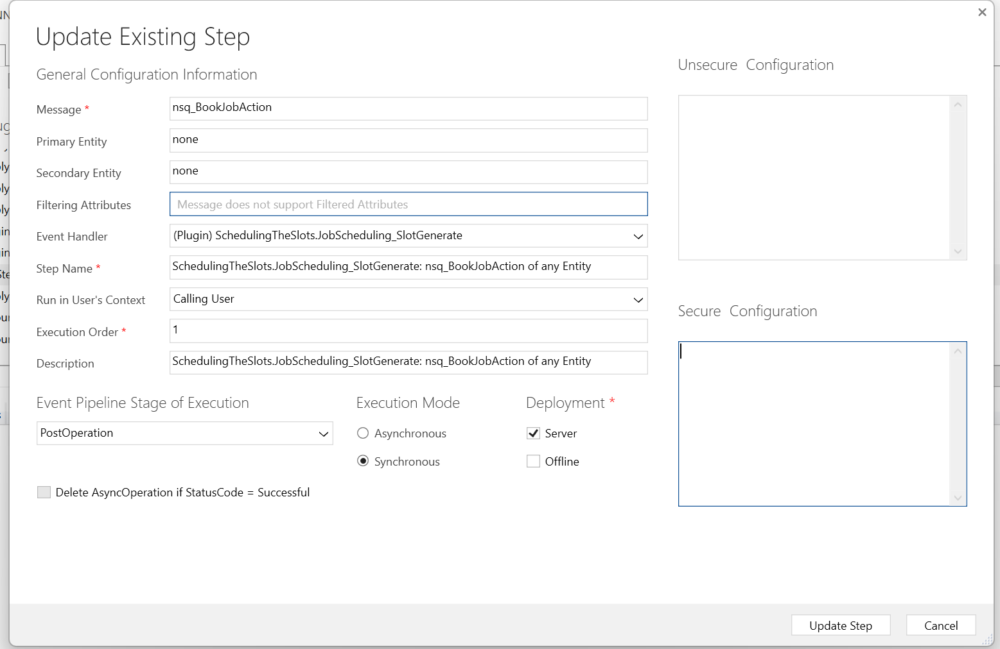 Update Existing Step
General Configuration Information
Message *
nsq_BookJobAction
Primary Entity
none
Secondary Entity
none
Filtering Attributes
Message does not support Filtered Attributes
Event Handler
(Plugin) SchedulingTheSlots.JobScheduling_SlotGenerate
Step Name *
SchedulingTheSlots.JobScheduling_SlotGenerate: nsq_BookJobAction of any Entity
Run in User's Context
Calling User
Execution Order *
1
Description
SchedulingTheSlots.JobScheduling_SlotGenerate: nsq_BookJobAction of any Entity
Event Pipeline Stage of Execution
PostOperation
Execution Mode
Asynchronous
Synchronous
Deployment *
Server
Offline
Delete AsyncOperation if StatusCode = Successful
Unsecure Configuration
Secure Configuration
Update Step
Cancel